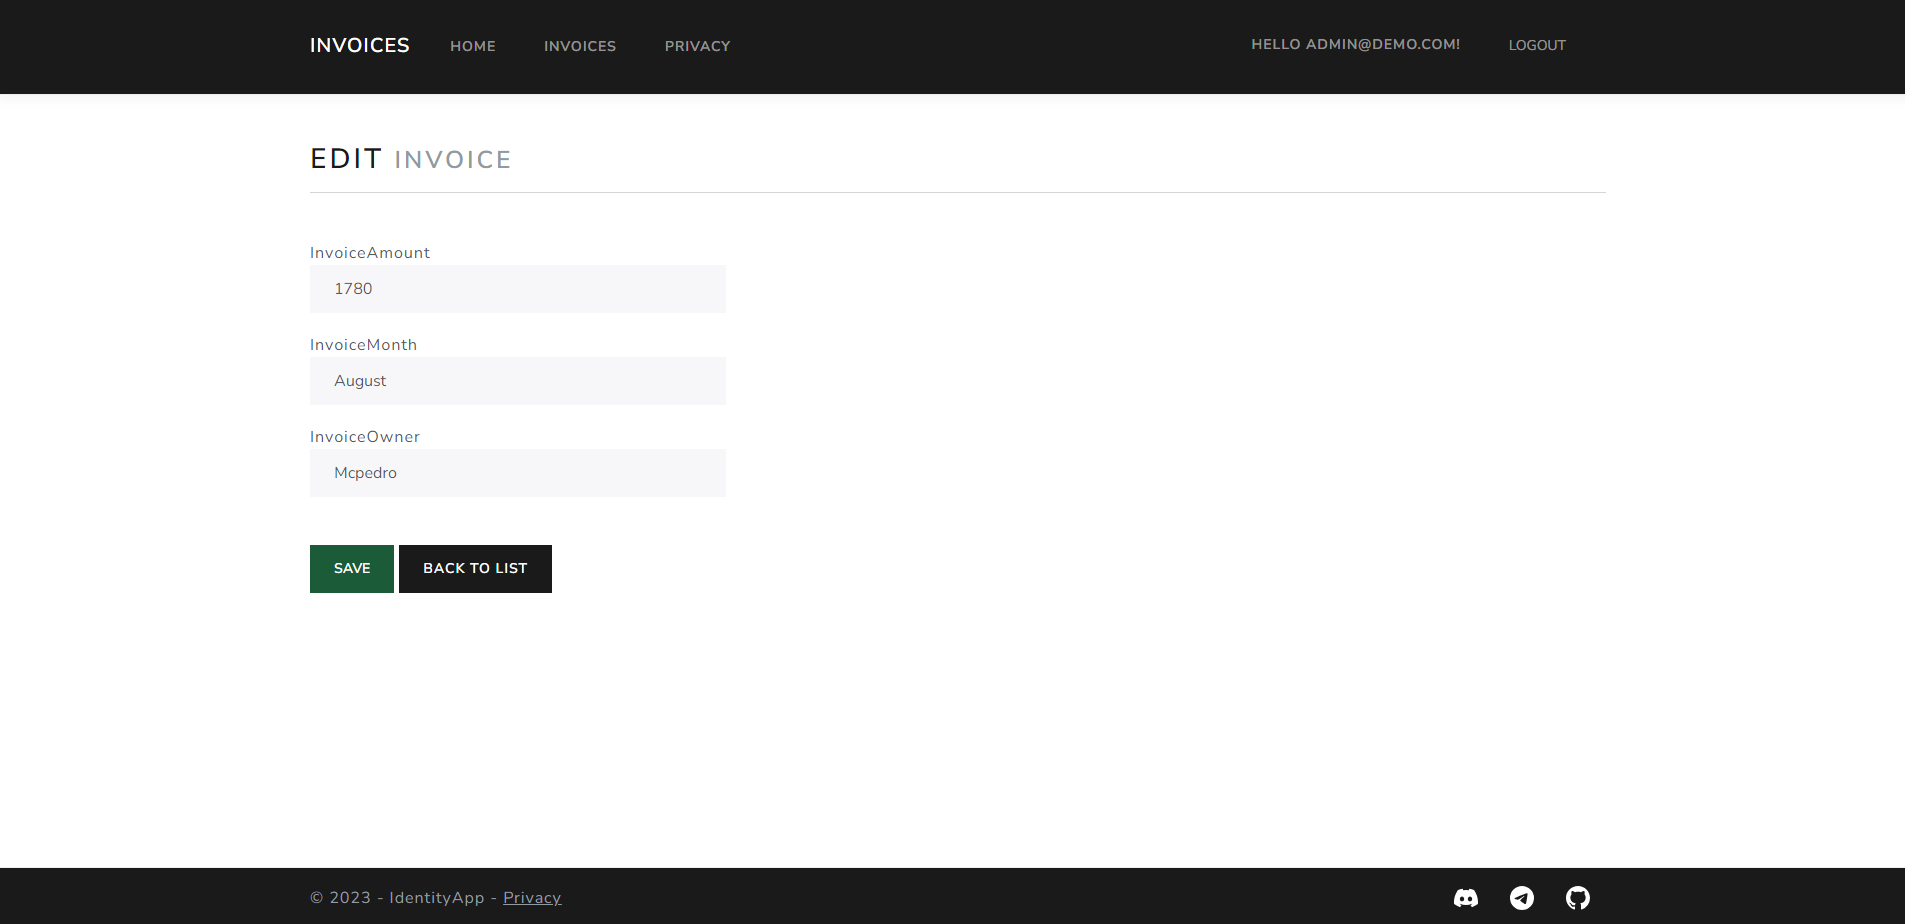 INVOICES HOME INVOICES PRIVACY HELLO ADMIN@DEMO.COM! LOGOUT
EDIT INVOICE
InvoiceAmount
1780
InvoiceMonth
August
InvoiceOwner
Mcpedro
SAVE BACK TO LIST
© 2023 - IdentityApp - Privacy